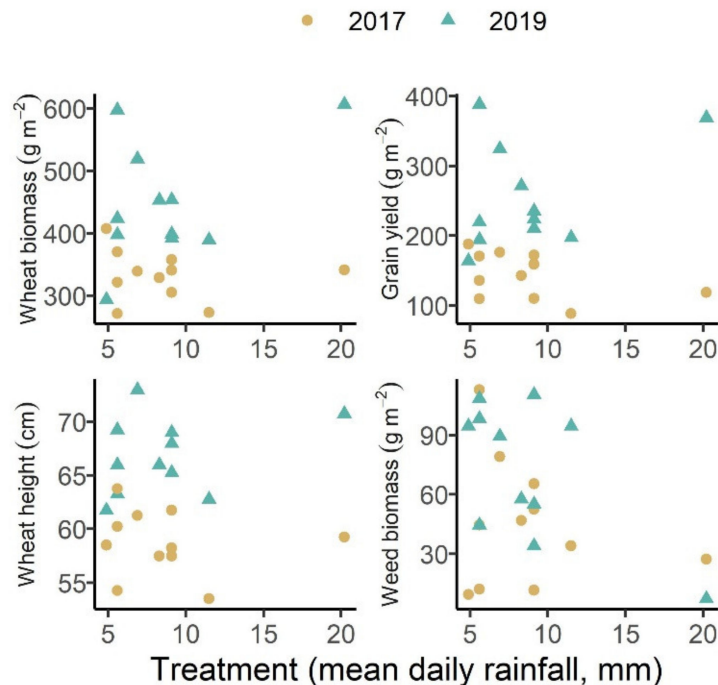 2017 2019
Wheat biomass (g m⁻²)
600
500
400
300
5 10 15 20
Grain yield (g m⁻²)
400
300
200
100
5 10 15 20
Wheat height (cm)
70
65
60
55
5 10 15 20
Weed biomass (g m⁻²)
90
60
30
5 10 15 20
Treatment (mean daily rainfall, mm)